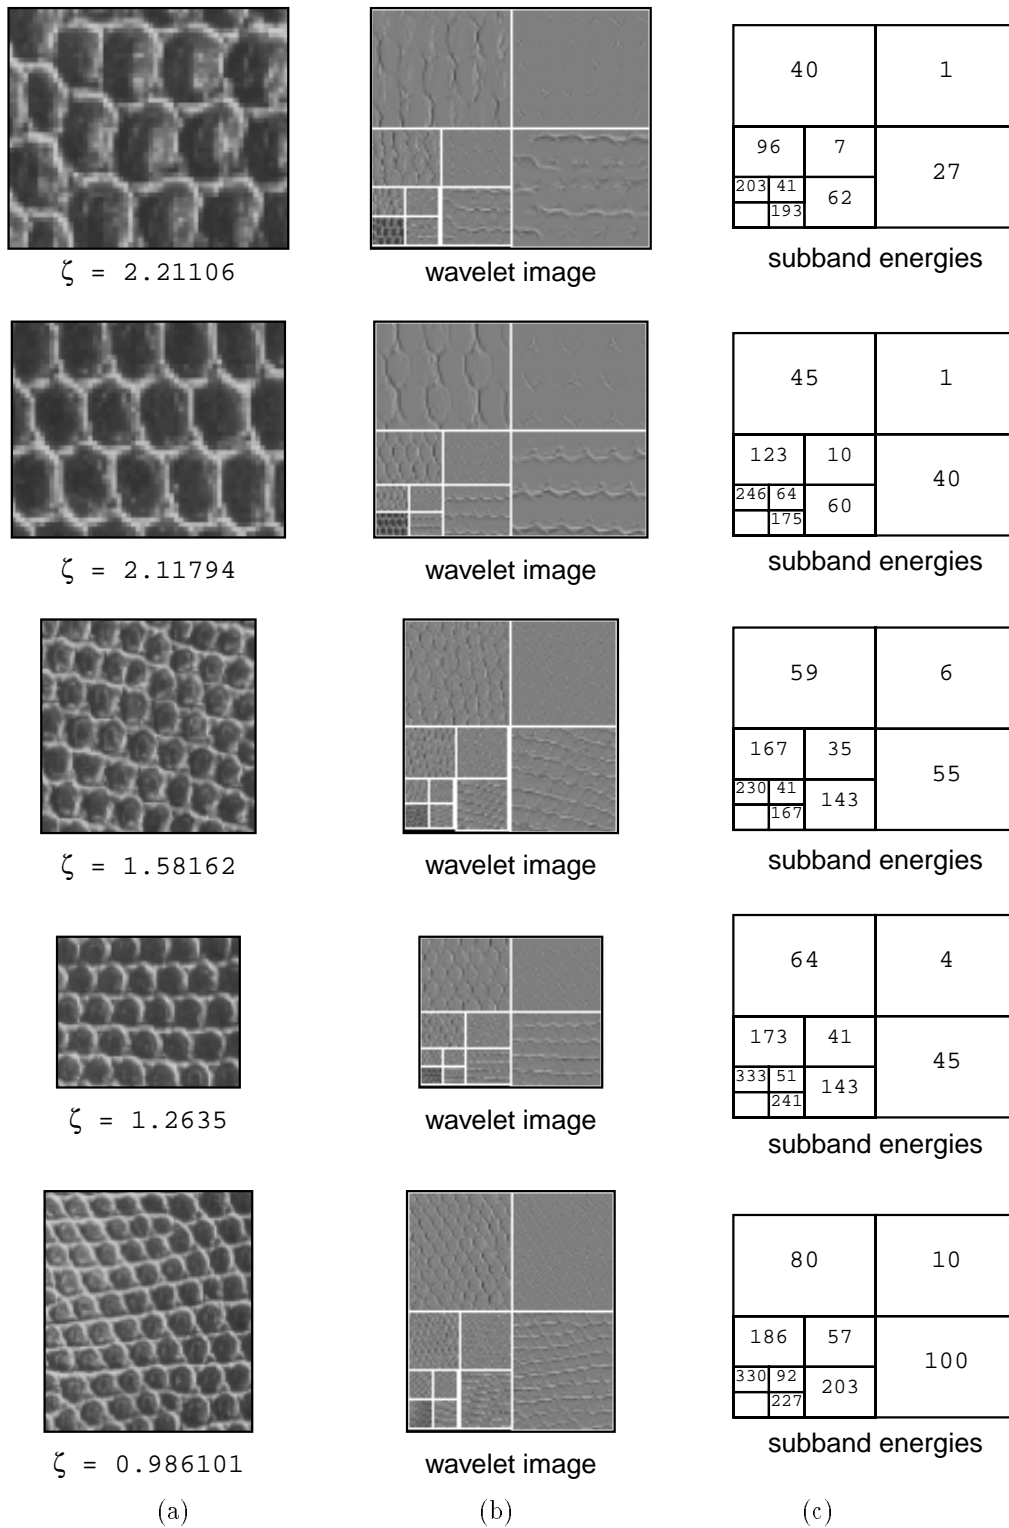 40 1
96 7
27
203 41
62
193
ζ = 2.21106
wavelet image
subband energies
45 1
123 10
40
246 64
60
175
ζ = 2.11794
wavelet image
subband energies
59 6
167 35
55
230 41
143
167
ζ = 1.58162
wavelet image
subband energies
64 4
173 41
45
333 51
143
241
ζ = 1.2635
wavelet image
subband energies
80 10
186 57
100
330 92
203
227
ζ = 0.986101
wavelet image
subband energies
(a) (b) (c)